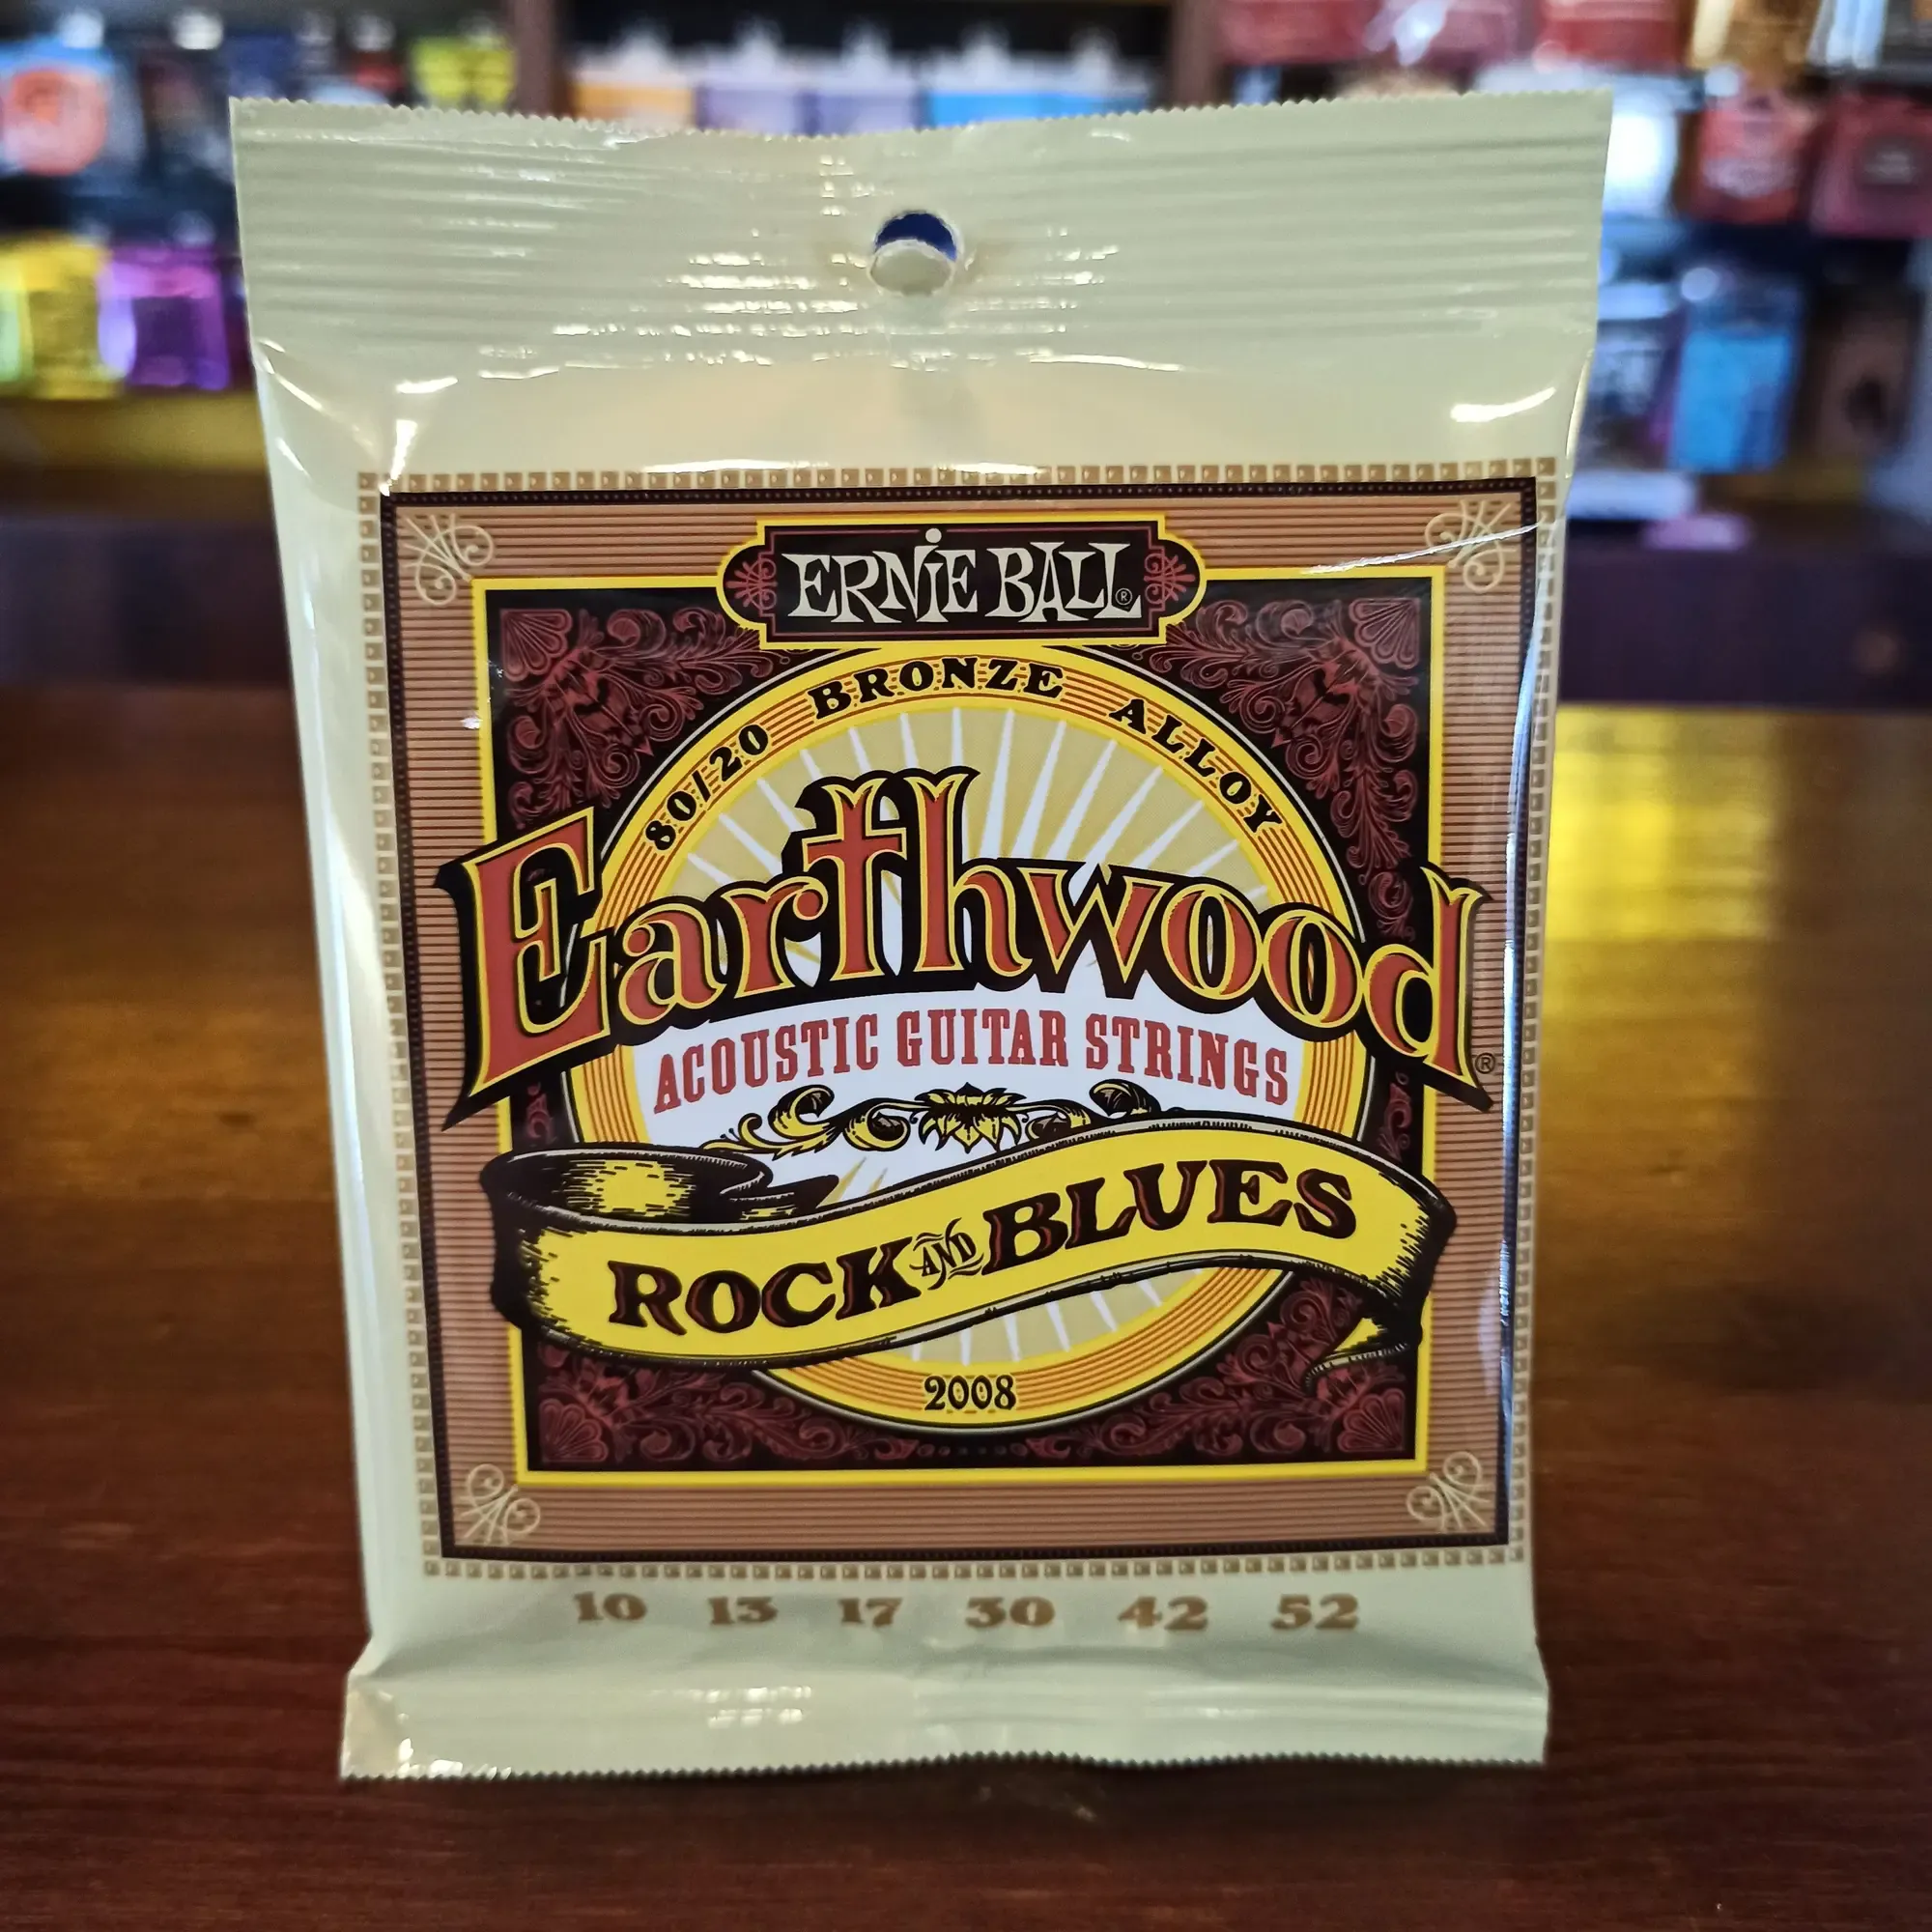 ERNiE BALL®
80/20 BRONZE ALLOY
Earthwood®
ACOUSTIC GUITAR STRINGS
ROCK AND BLUES
2008
10 13 17 30 42 52